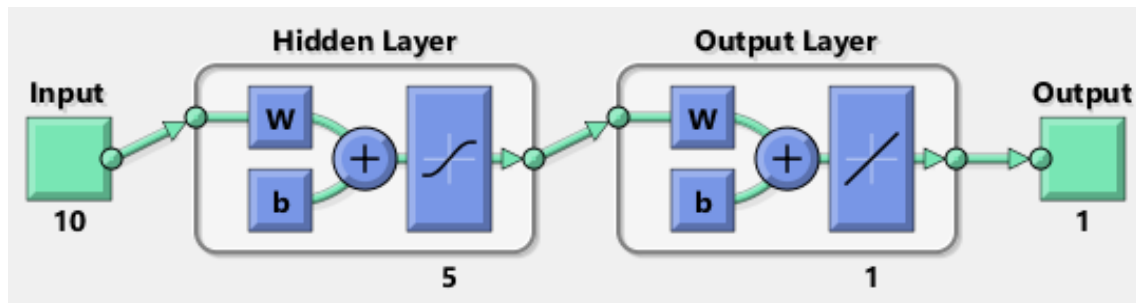 Hidden Layer
Output Layer
Input
Output
W
W
+
+
b
b
10
1
5
1